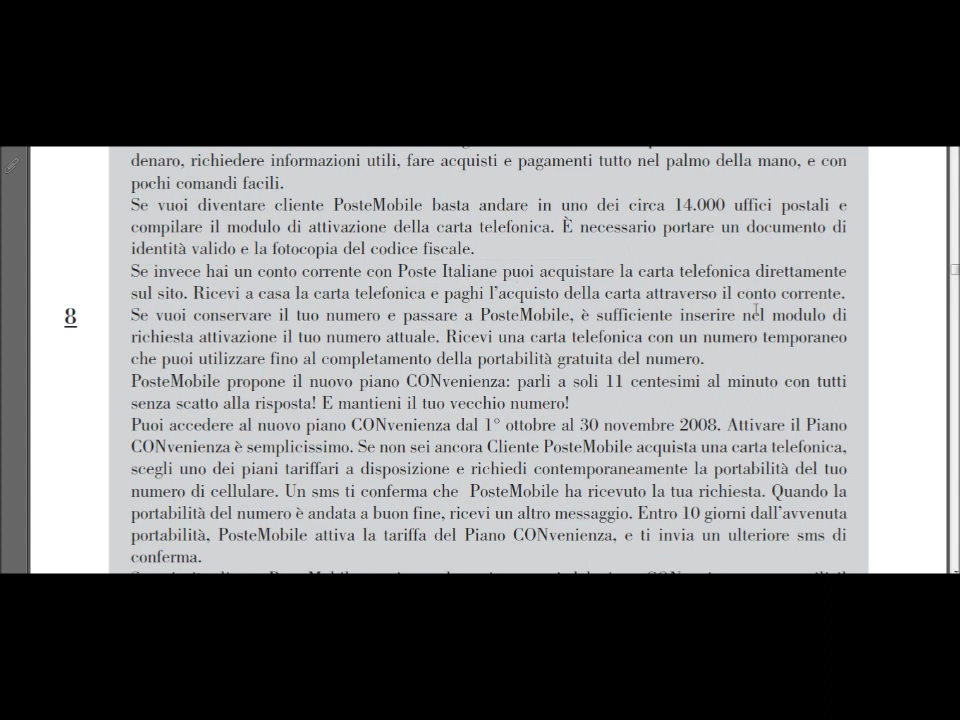 denaro, richiedere informazioni utili, fare acquisti e pagamenti tutto nel palmo della mano, e con
pochi comandi facili.
Se vuoi diventare cliente PosteMobile basta andare in uno dei circa 14.000 uffici postali e
compilare il modulo di attivazione della carta telefonica. È necessario portare un documento di
identità valido e la fotocopia del codice fiscale.
Se invece hai un conto corrente con Poste Italiane puoi acquistare la carta telefonica direttamente
sul sito. Ricevi a casa la carta telefonica e paghi l'acquisto della carta attraverso il conto corrente.
8
Se vuoi conservare il tuo numero e passare a PosteMobile, è sufficiente inserire nel modulo di
richiesta attivazione il tuo numero attuale. Ricevi una carta telefonica con un numero temporaneo
che puoi utilizzare fino al completamento della portabilità gratuita del numero.
PosteMobile propone il nuovo piano CONvenienza: parli a soli 11 centesimi al minuto con tutti
senza scatto alla risposta! E mantieni il tuo vecchio numero!
Puoi accedere al nuovo piano CONvenienza dal 1° ottobre al 30 novembre 2008. Attivare il Piano
CONvenienza è semplicissimo. Se non sei ancora Cliente PosteMobile acquista una carta telefonica,
scegli uno dei piani tariffari a disposizione e richiedi contemporaneamente la portabilità del tuo
numero di cellulare. Un sms ti conferma che PosteMobile ha ricevuto la tua richiesta. Quando la
portabilità del numero è andata a buon fine, ricevi un altro messaggio. Entro 10 giorni dall'avvenuta
portabilità, PosteMobile attiva la tariffa del Piano CONvenienza, e ti invia un ulteriore sms di
conferma.